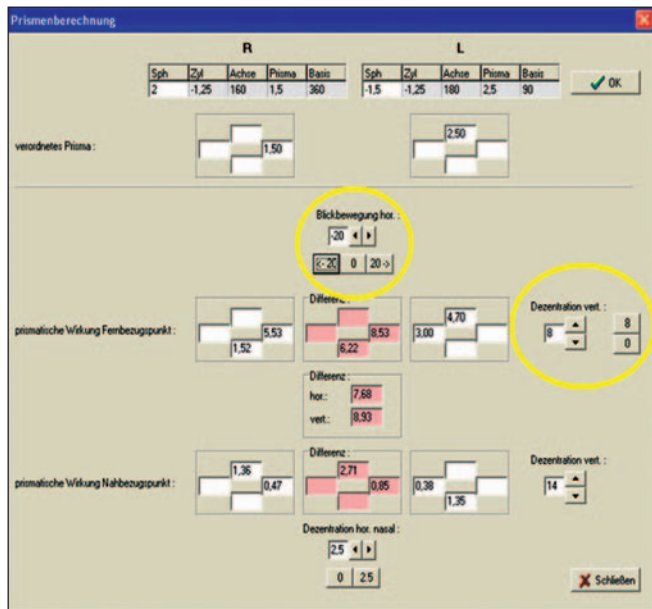 Prismenberechnung
R L
Sph Zyl Achse Prisma Basis Sph Zyl Achse Prisma Basis
2 -1,25 160 1,5 360 -1,5 -1,25 180 2,5 90 OK
verordnetes Prisma : 1,50 2,50
Blickbewegung hor. :
-20
<- 20 0 20 ->
prismatische Wirkung Fernbezugspunkt : 5,53 1,52 Differenz : 8,53 6,22 4,70 3,00 Dezentration vert. : 8 8 0
Differenz :
hor.: 7,68
vert.: 8,93
prismatische Wirkung Nahbezugspunkt : 1,36 0,47 Differenz : 2,71 0,85 0,38 1,35 Dezentration vert. : 14
Dezentration hor. nasal :
2.5
0 2.5 Schließen